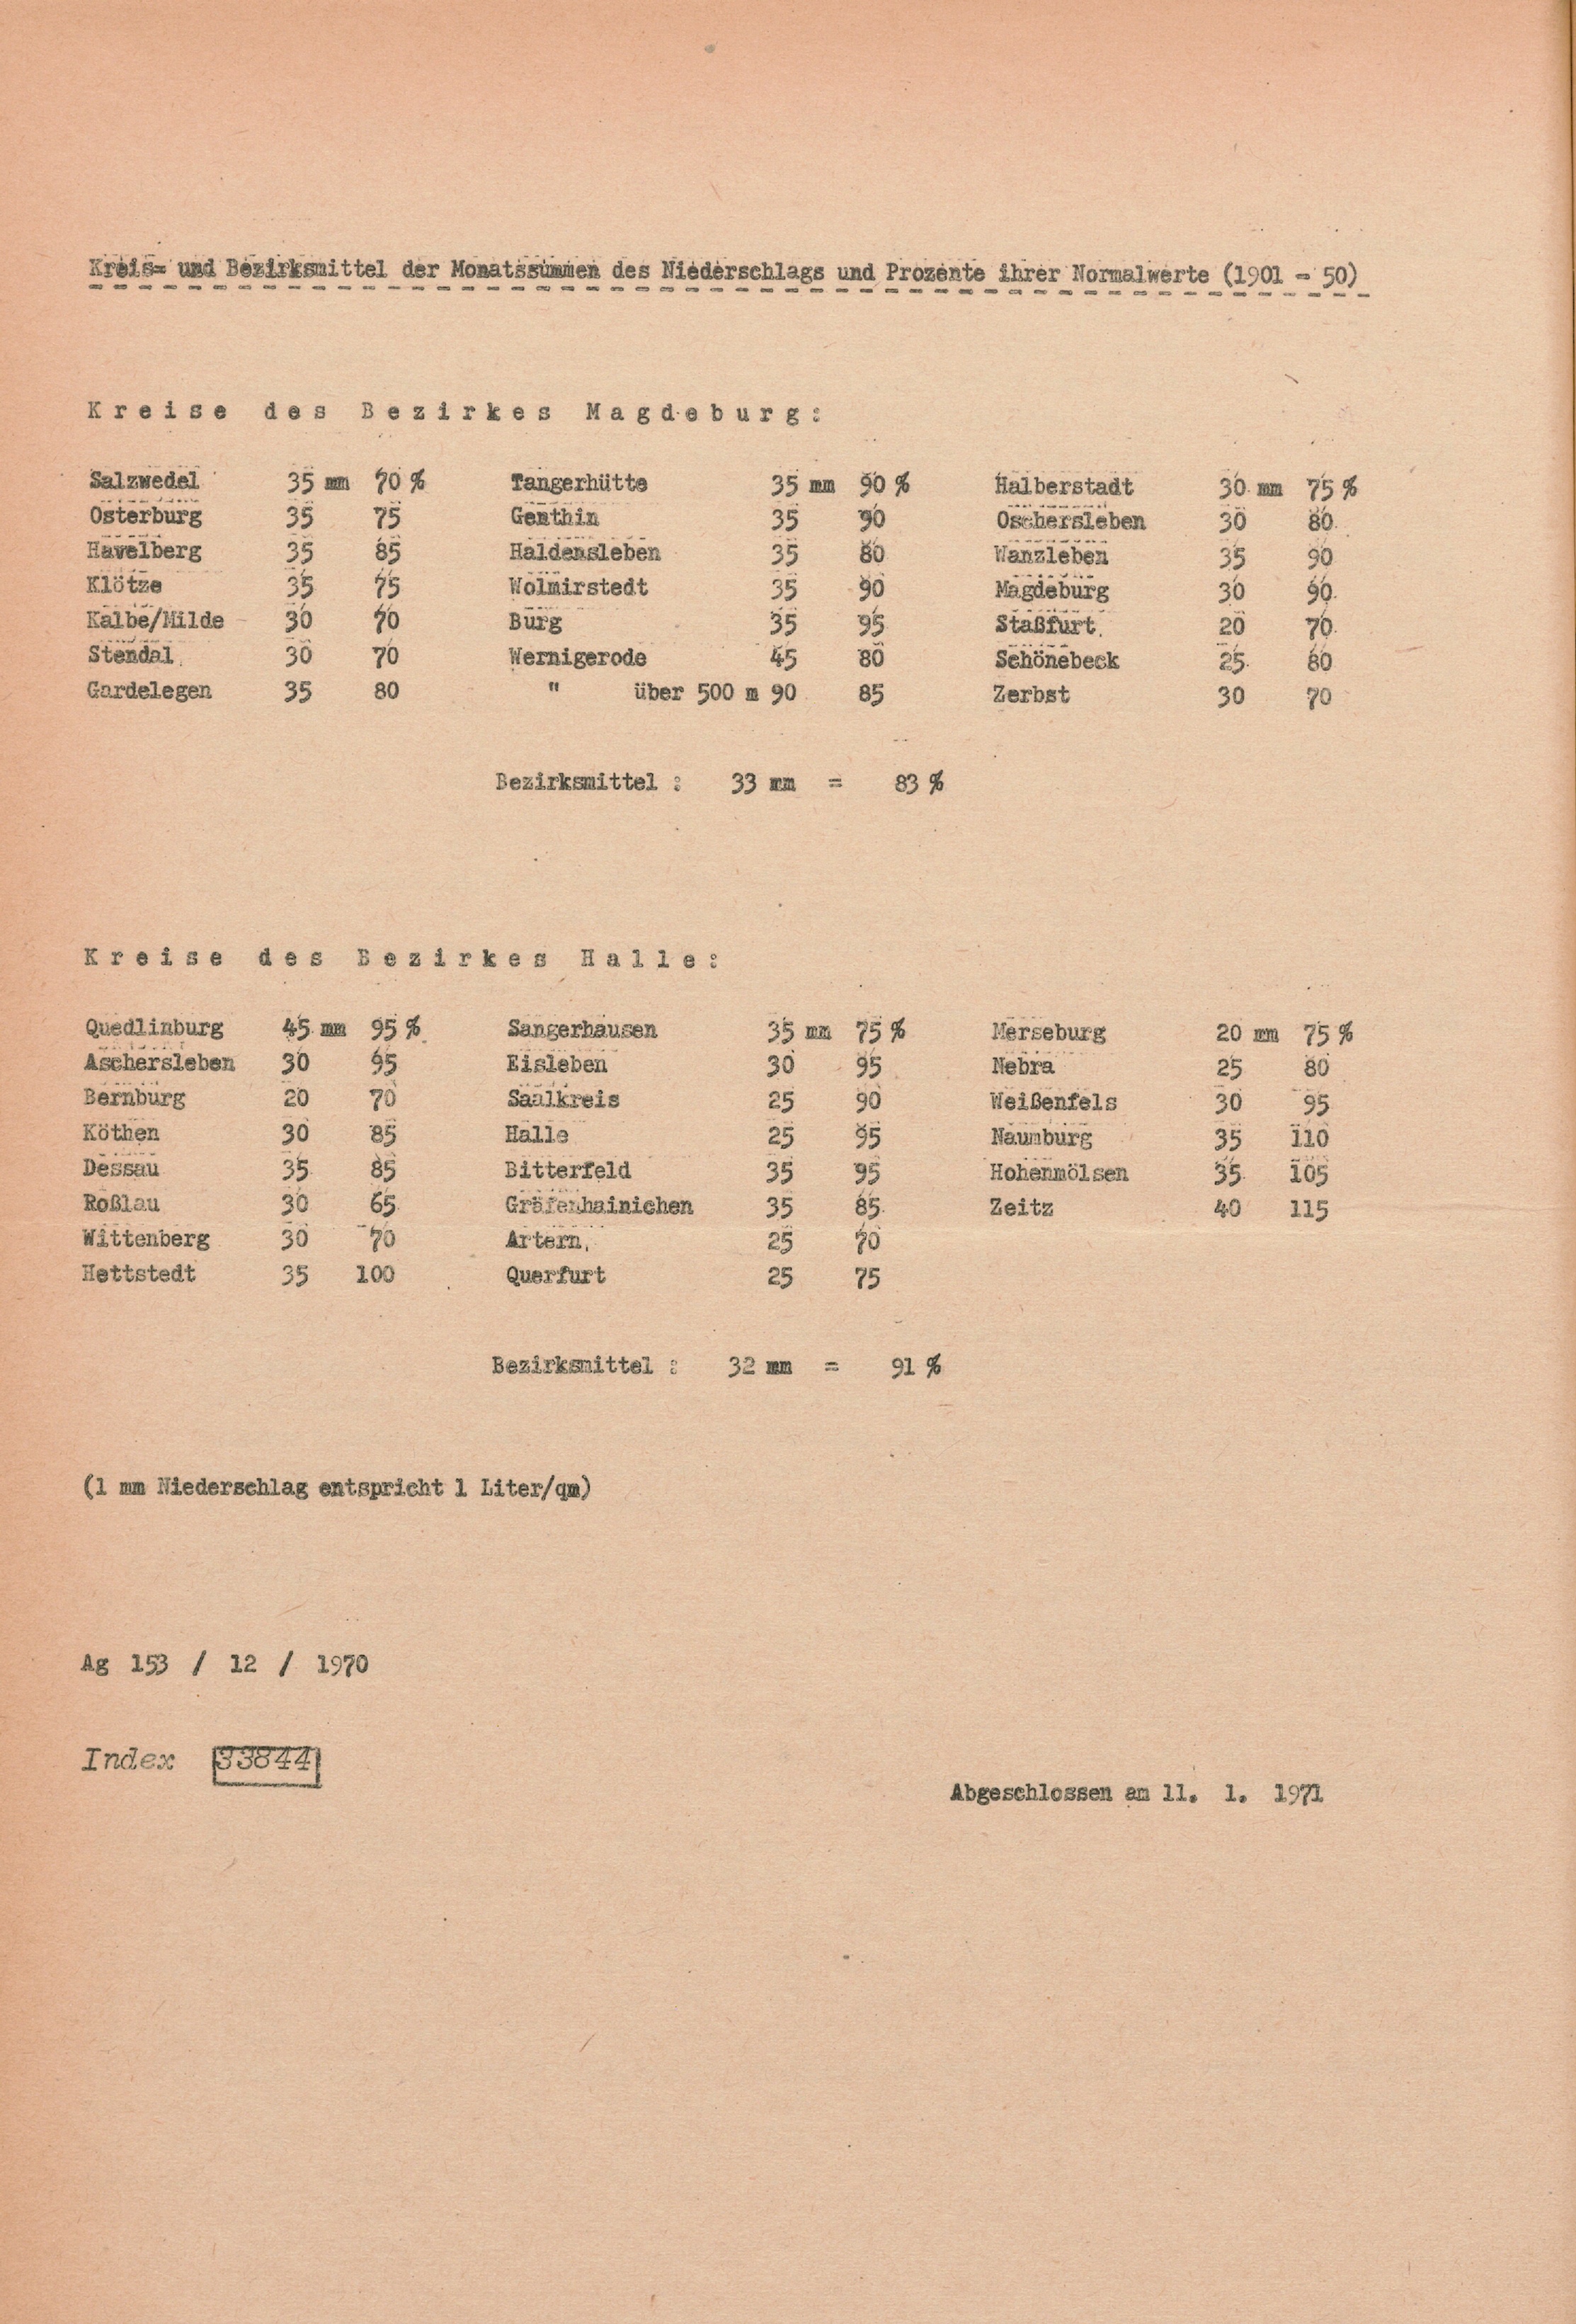 Kreis= und Bezirksmittel der Monatssummen des Niederschlags und Prozente ihrer Normalwerte (1901 - 50)
Kreise des Bezirkes Magdeburg:
Salzwedel 35 mm 70 % Tangerhütte 35 mm 90 % Halberstadt 30 mm 75 %
Osterburg 35 75 Genthin 35 90 Oschersleben 30 80
Havelberg 35 85 Haldensleben 35 80 Wanzleben 35 90
Klötze 35 75 Wolmirstedt 35 90 Magdeburg 30 90
Kalbe/Milde 30 70 Burg 35 95 Staßfurt 20 70
Stendal 30 70 Wernigerode 45 80 Schönebeck 25 80
Gardelegen 35 80 " über 500 m 90 85 Zerbst 30 70
Bezirksmittel : 33 mm = 83 %
Kreise des Bezirkes Halle:
Quedlinburg 45 mm 95 % Sangerhausen 35 mm 75 % Merseburg 20 mm 75 %
Aschersleben 30 95 Eisleben 30 95 Nebra 25 80
Bernburg 20 70 Saalkreis 25 90 Weißenfels 30 95
Köthen 30 85 Halle 25 95 Naumburg 35 110
Dessau 35 85 Bitterfeld 35 95 Hohenmölsen 35 105
Roßlau 30 65 Gräfenhainichen 35 85 Zeitz 40 115
Wittenberg 30 70 Artern 25 70
Hettstedt 35 100 Querfurt 25 75
Bezirksmittel : 32 mm = 91 %
(1 mm Niederschlag entspricht 1 Liter/qm)
Ag 153 / 12 / 1970
Index 33844
Abgeschlossen am 11. 1. 1971